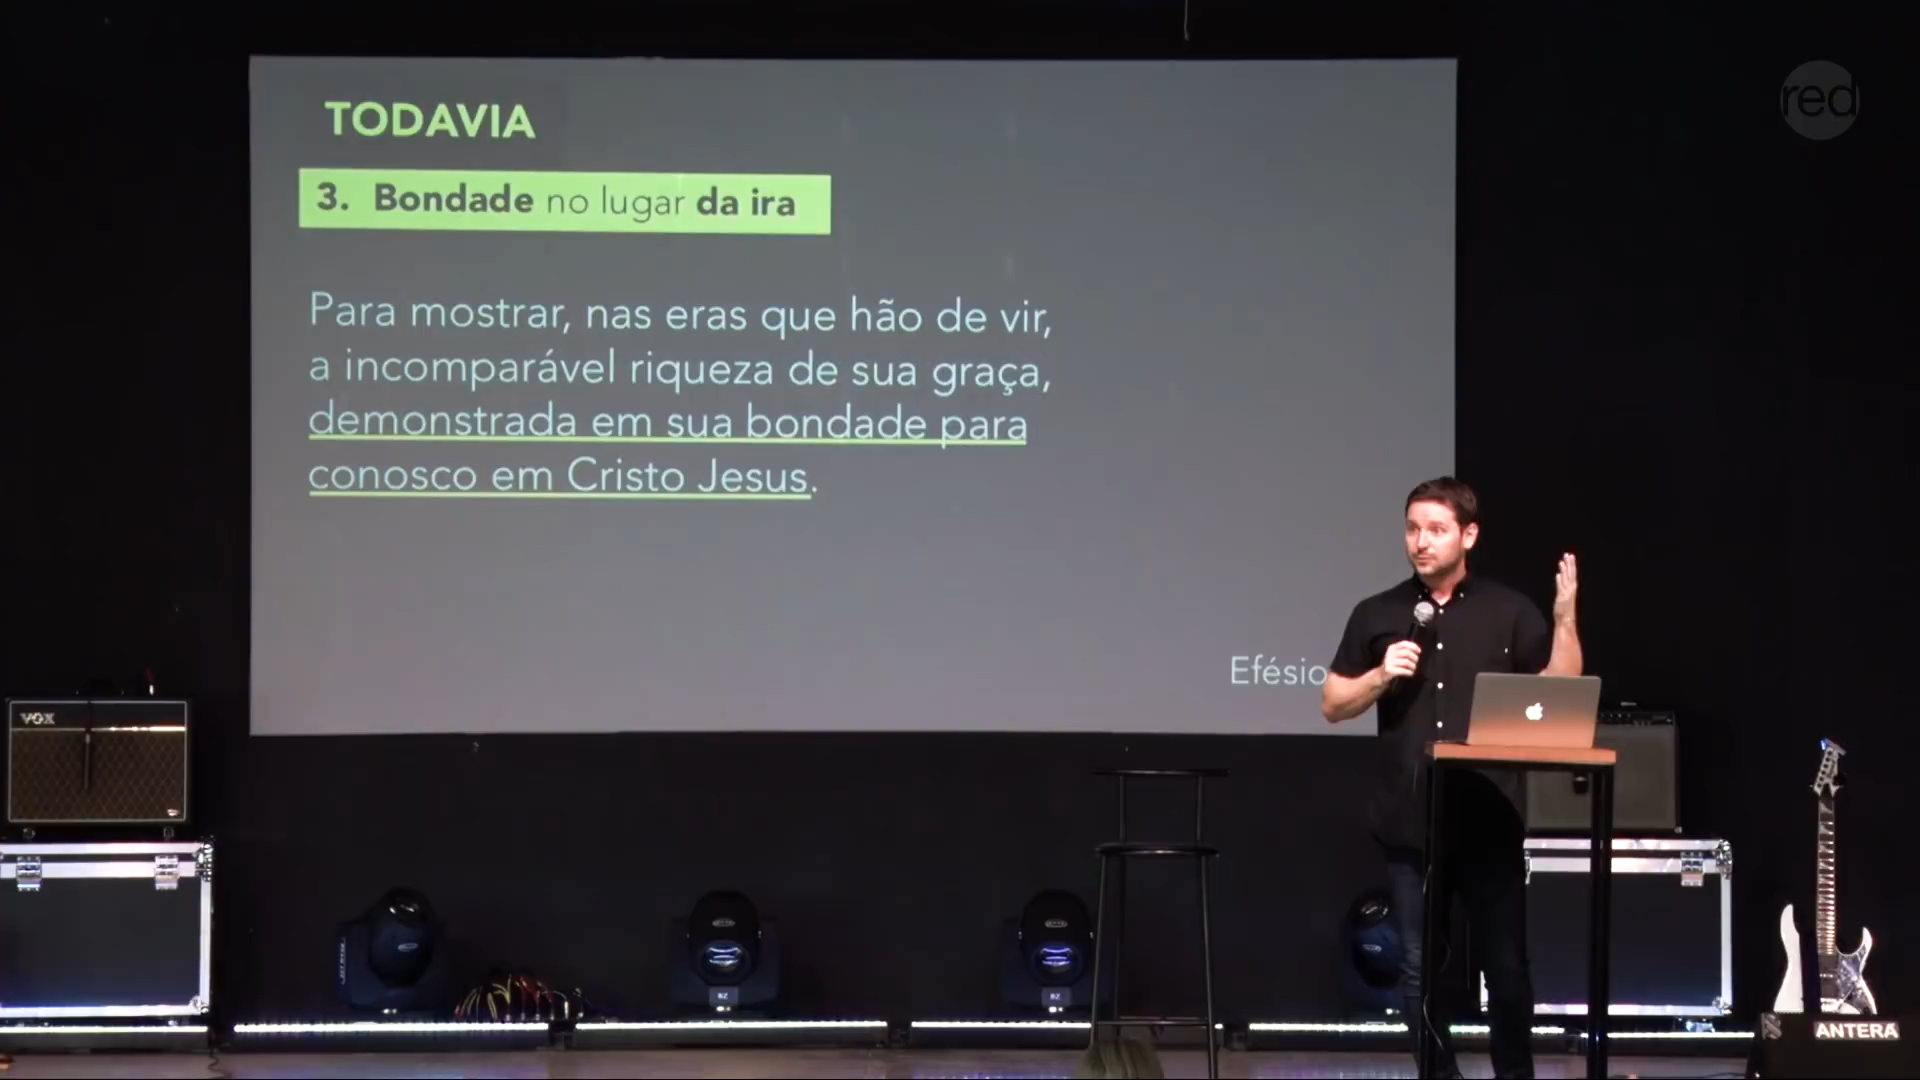 TODAVIA
3. Bondade no lugar da ira
Para mostrar, nas eras que hão de vir,
a incomparável riqueza de sua graça,
demonstrada em sua bondade para
conosco em Cristo Jesus.
Efésio
red
VOX
ANTERA